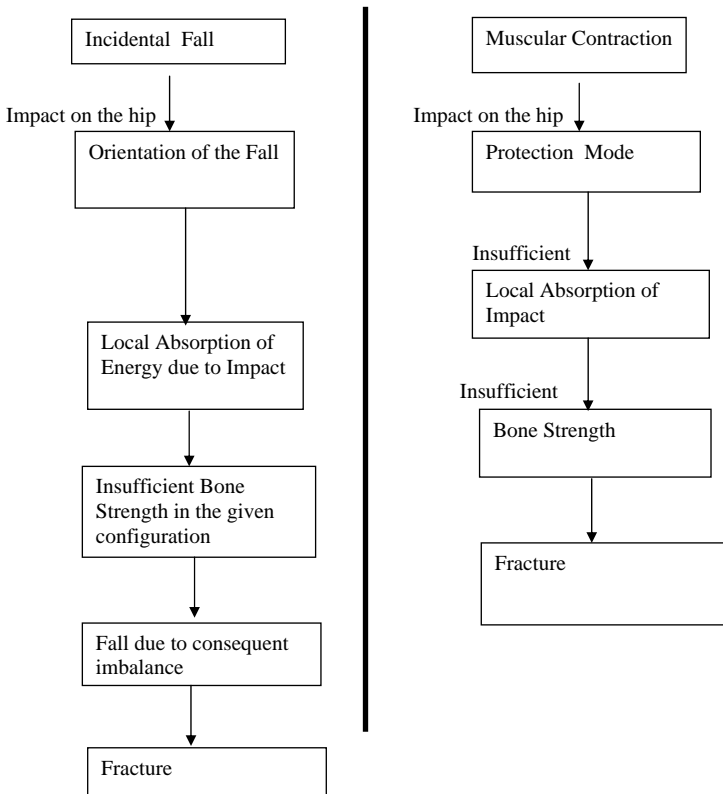 Incidental Fall
Impact on the hip
Orientation of the Fall
Local Absorption of
Energy due to Impact
Insufficient Bone
Strength in the given
configuration
Fall due to consequent
imbalance
Fracture
Muscular Contraction
Impact on the hip
Protection Mode
Insufficient
Local Absorption of
Impact
Insufficient
Bone Strength
Fracture